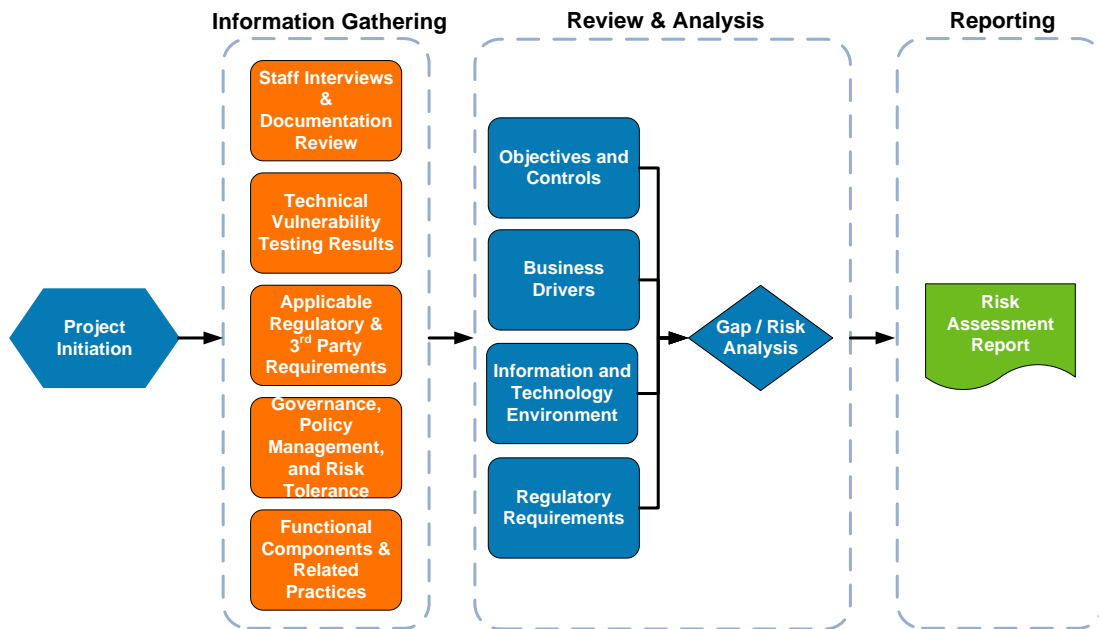 Information Gathering
Review & Analysis
Reporting
Project
Initiation
Staff Interviews
&
Documentation
Review
Technical
Vulnerability
Testing Results
Applicable
Regulatory &
3rd Party
Requirements
Governance,
Policy
Management,
and Risk
Tolerance
Functional
Components &
Related
Practices
Objectives and
Controls
Business
Drivers
Information and
Technology
Environment
Regulatory
Requirements
Gap / Risk
Analysis
Risk
Assessment
Report